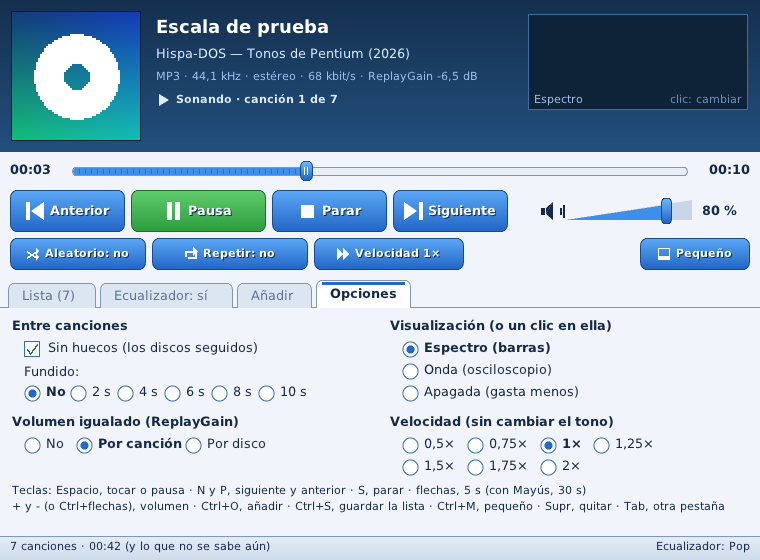 Escala de prueba
Hispa-DOS — Tonos de Pentium (2026)
MP3 · 44,1 kHz · estéreo · 68 kbit/s · ReplayGain -6,5 dB
Sonando · canción 1 de 7
Espectro clic: cambiar
00:03 00:10
Anterior Pausa Parar Siguiente 80 %
Aleatorio: no Repetir: no Velocidad 1× Pequeño
Lista (7) Ecualizador: sí Añadir Opciones
Entre canciones
Sin huecos (los discos seguidos)
Fundido:
No 2 s 4 s 6 s 8 s 10 s
Volumen igualado (ReplayGain)
No Por canción Por disco
Visualización (o un clic en ella)
Espectro (barras)
Onda (osciloscopio)
Apagada (gasta menos)
Velocidad (sin cambiar el tono)
0,5× 0,75× 1× 1,25×
1,5× 1,75× 2×
Teclas: Espacio, tocar o pausa · N y P, siguiente y anterior · S, parar · flechas, 5 s (con Mayús, 30 s)
+ y - (o Ctrl+flechas), volumen · Ctrl+O, añadir · Ctrl+S, guardar la lista · Ctrl+M, pequeño · Supr, quitar · Tab, otra pestaña
7 canciones · 00:42 (y lo que no se sabe aún) Ecualizador: Pop